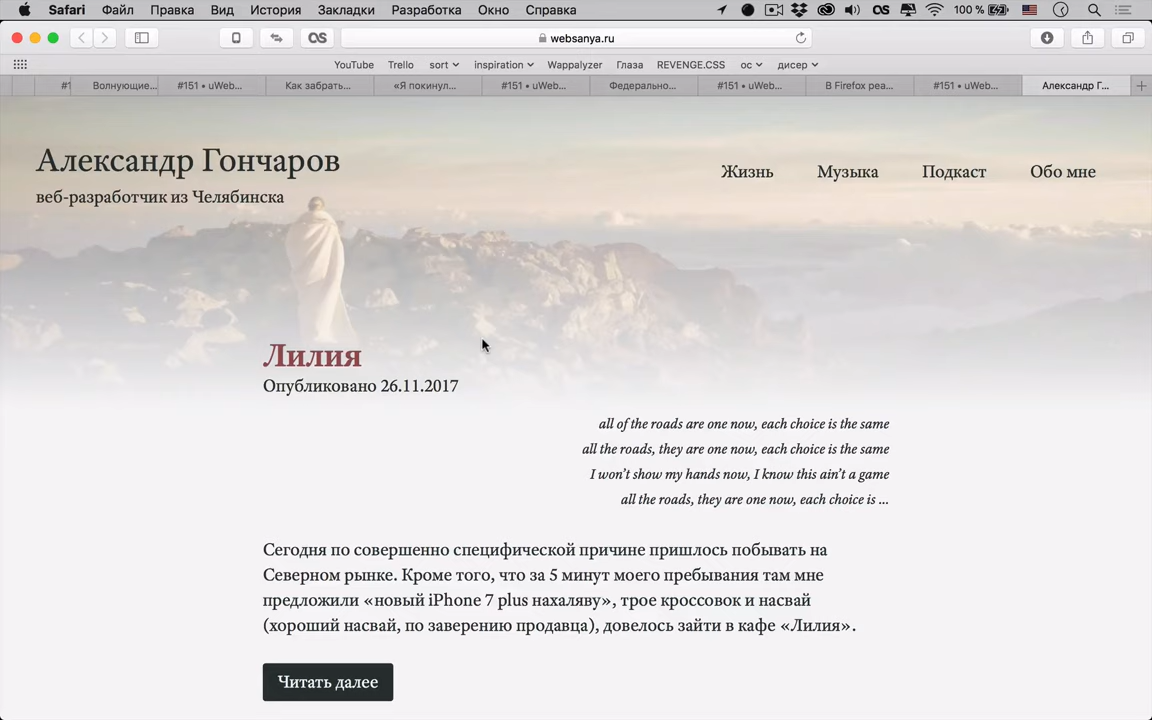 Safari Файл Правка Вид История Закладки Разработка Окно Справка 100 %
websanya.ru
YouTube Trello sort inspiration Wappalyzer Глаза REVENGE.CSS ос дисер
#1 Волнующие... #151 • uWeb... Как забрать... «Я покинул... #151 • uWeb... Федерально... #151 • uWeb... В Firefox реа... #151 • uWeb... Александр Г...
Александр Гончаров
веб-разработчик из Челябинска
Жизнь Музыка Подкаст Обо мне
Лилия
Опубликовано 26.11.2017
all of the roads are one now, each choice is the same
all the roads, they are one now, each choice is the same
I won’t show my hands now, I know this ain’t a game
all the roads, they are one now, each choice is ...
Сегодня по совершенно специфической причине пришлось побывать на
Северном рынке. Кроме того, что за 5 минут моего пребывания там мне
предложили «новый iPhone 7 plus нахаляву», трое кроссовок и насвай
(хороший насвай, по заверению продавца), довелось зайти в кафе «Лилия».
Читать далее